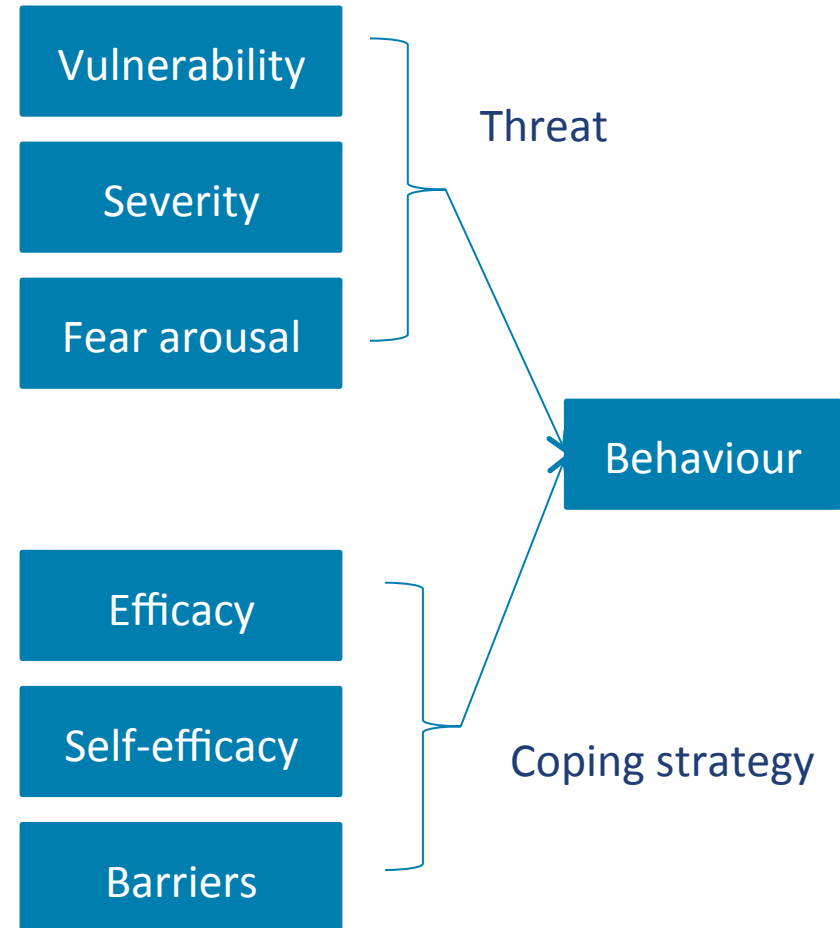 Vulnerability
Threat
Severity
Fear arousal
Behaviour
Efficacy
Self-efficacy
Coping strategy
Barriers